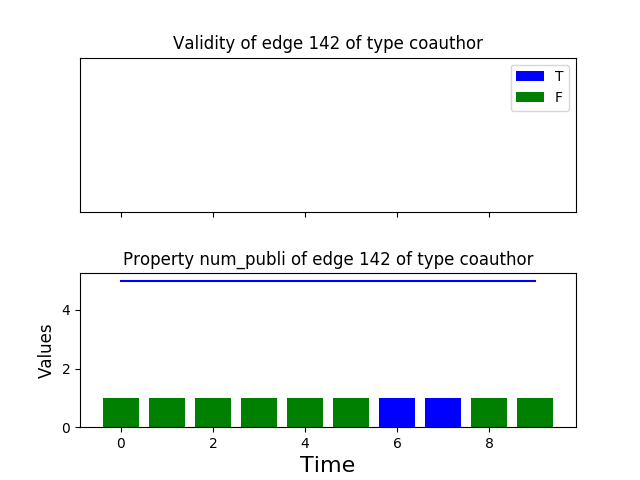 Validity of edge 142 of type coauthor
T
F
Property num_publi of edge 142 of type coauthor
4
2
0
Values
0 2 4 6 8
Time